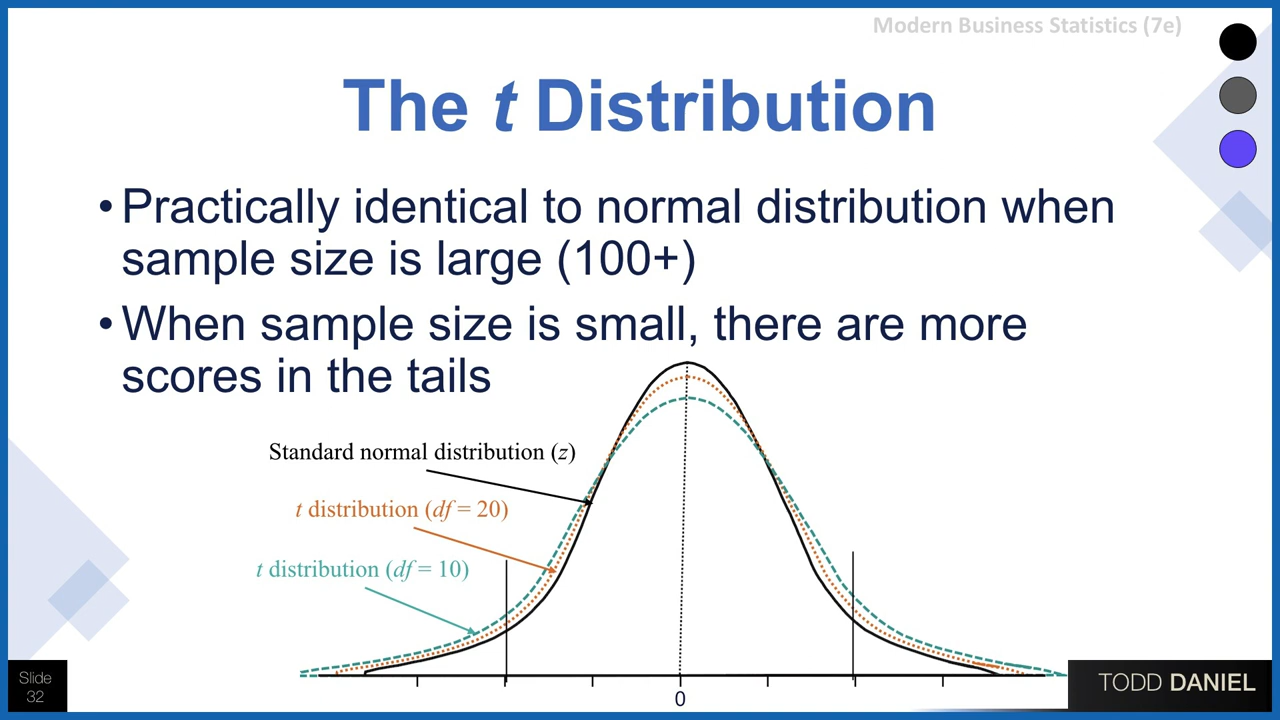 Modern Business Statistics (7e)
The t Distribution
• Practically identical to normal distribution when
sample size is large (100+)
• When sample size is small, there are more
scores in the tails
Standard normal distribution (z)
t distribution (df = 20)
t distribution (df = 10)
0
Slide
32
TODD DANIEL